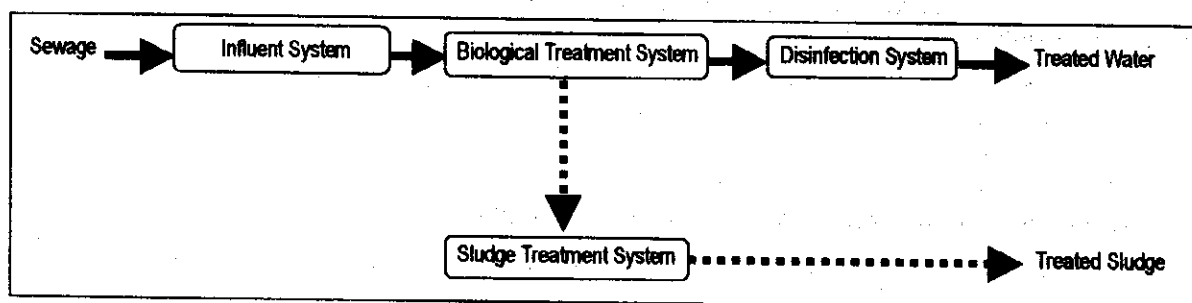 Sewage
Influent System
Biological Treatment System
Disinfection System
Treated Water
Sludge Treatment System
Treated Sludge